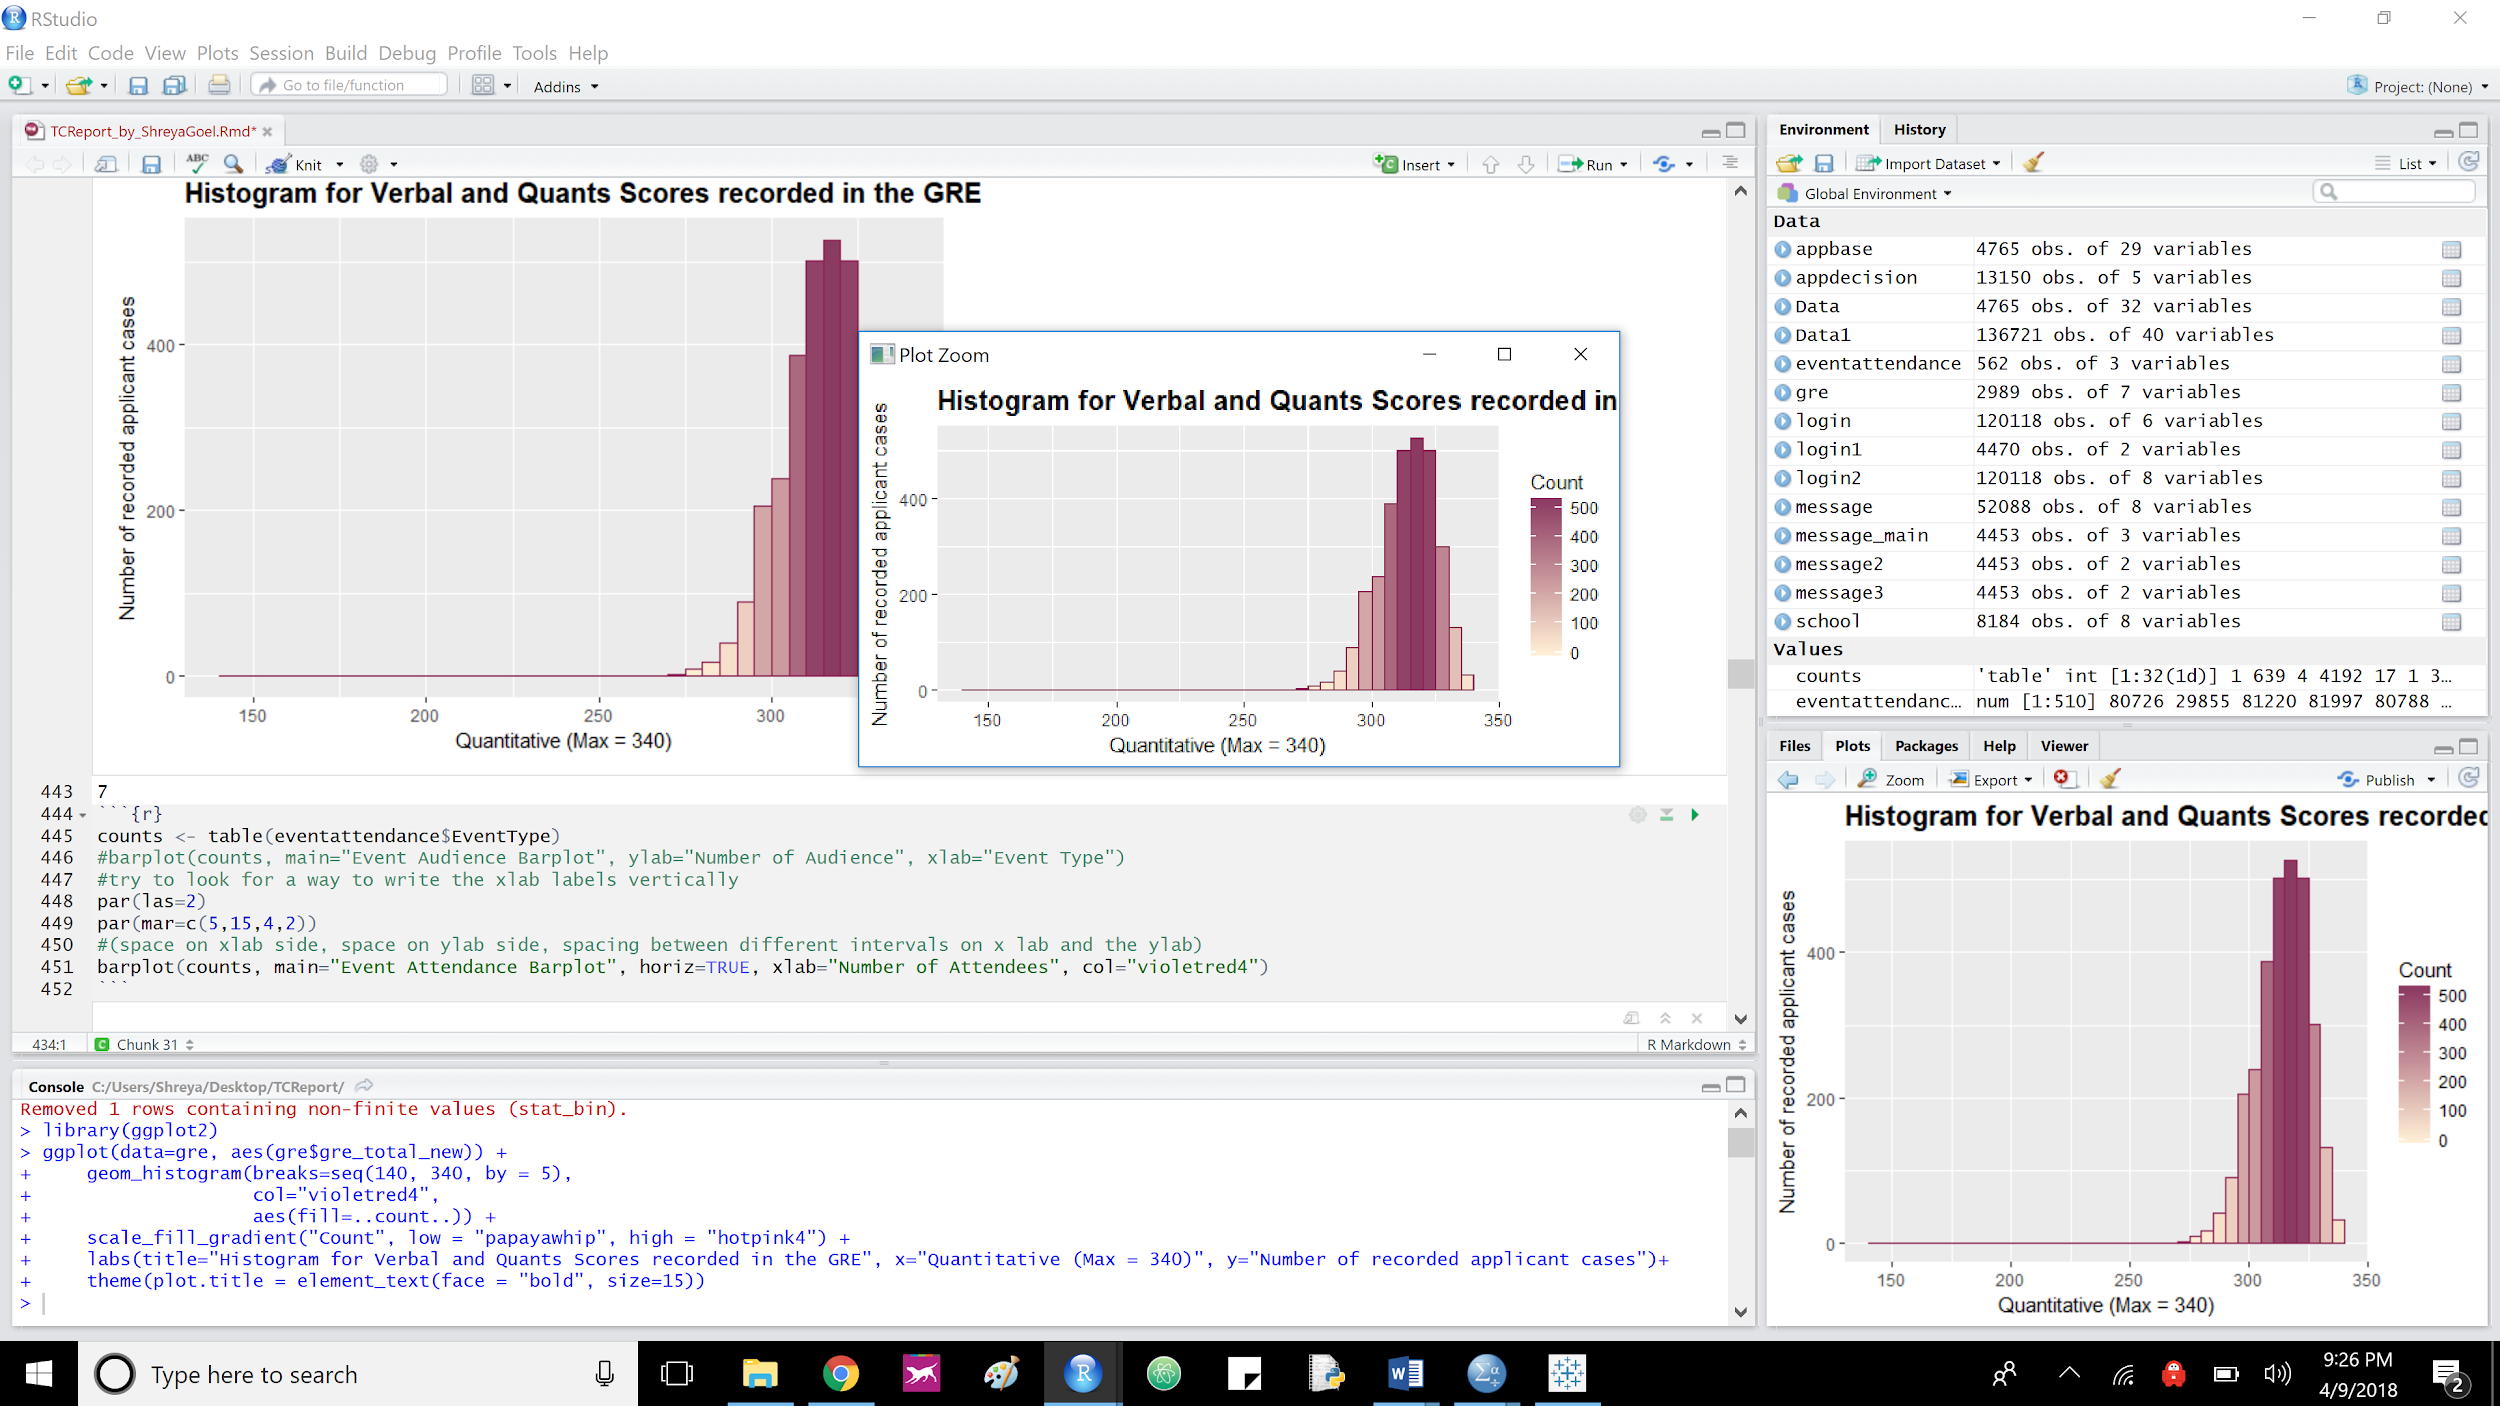 RStudio
File Edit Code View Plots Session Build Debug Profile Tools Help
Go to file/function
Addins
Project: (None)
TCReport_by_ShreyaGoel.Rmd*
ABC
Knit
Insert
Run
Histogram for Verbal and Quants Scores recorded in the GRE
Number of recorded applicant cases
400
200
0
150 200 250 300
Quantitative (Max = 340)
Plot Zoom
Histogram for Verbal and Quants Scores recorded in
Number of recorded applicant cases
400
200
0
150 200 250 300 350
Quantitative (Max = 340)
Count
500
400
300
200
100
0
443 7
444 ```{r}
445 counts <- table(eventattendance$EventType)
446 #barplot(counts, main="Event Audience Barplot", ylab="Number of Audience", xlab="Event Type")
447 #try to look for a way to write the xlab labels vertically
448 par(las=2)
449 par(mar=c(5,15,4,2))
450 #(space on xlab side, space on ylab side, spacing between different intervals on x lab and the ylab)
451 barplot(counts, main="Event Attendance Barplot", horiz=TRUE, xlab="Number of Attendees", col="violetred4")
452 ```
434:1 C Chunk 31 R Markdown
Console C:/Users/Shreya/Desktop/TCReport/
Removed 1 rows containing non-finite values (stat_bin).
> library(ggplot2)
> ggplot(data=gre, aes(gre$gre_total_new)) +
+     geom_histogram(breaks=seq(140, 340, by = 5),
+                    col="violetred4",
+                    aes(fill=..count..)) +
+     scale_fill_gradient("Count", low = "papayawhip", high = "hotpink4") +
+     labs(title="Histogram for Verbal and Quants Scores recorded in the GRE", x="Quantitative (Max = 340)", y="Number of recorded applicant cases")+
+     theme(plot.title = element_text(face = "bold", size=15))
>
Environment History
Import Dataset List
Global Environment
Data
appbase 4765 obs. of 29 variables
appdecision 13150 obs. of 5 variables
Data 4765 obs. of 32 variables
Data1 136721 obs. of 40 variables
eventattendance 562 obs. of 3 variables
gre 2989 obs. of 7 variables
login 120118 obs. of 6 variables
login1 4470 obs. of 2 variables
login2 120118 obs. of 8 variables
message 52088 obs. of 8 variables
message_main 4453 obs. of 3 variables
message2 4453 obs. of 2 variables
message3 4453 obs. of 2 variables
school 8184 obs. of 8 variables
Values
counts 'table' int [1:32(1d)] 1 639 4 4192 17 1 3…
eventattendanc… num [1:510] 80726 29855 81220 81997 80788 …
Files Plots Packages Help Viewer
Zoom Export Publish
Histogram for Verbal and Quants Scores recorded
Number of recorded applicant cases
400
200
0
150 200 250 300 350
Quantitative (Max = 340)
Count
500
400
300
200
100
0
Type here to search
9:26 PM
4/9/2018
2